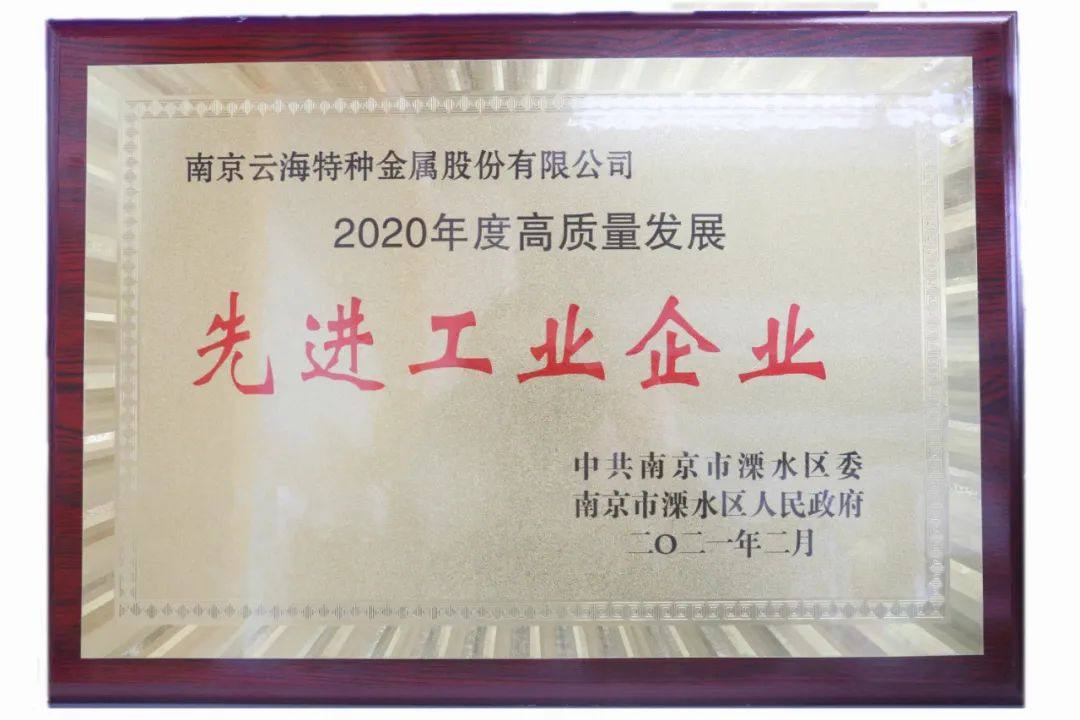 南京云海特种金属股份有限公司
2020年度高质量发展
先进工业企业
中共南京市溧水区委
南京市溧水区人民政府
二〇二一年二月